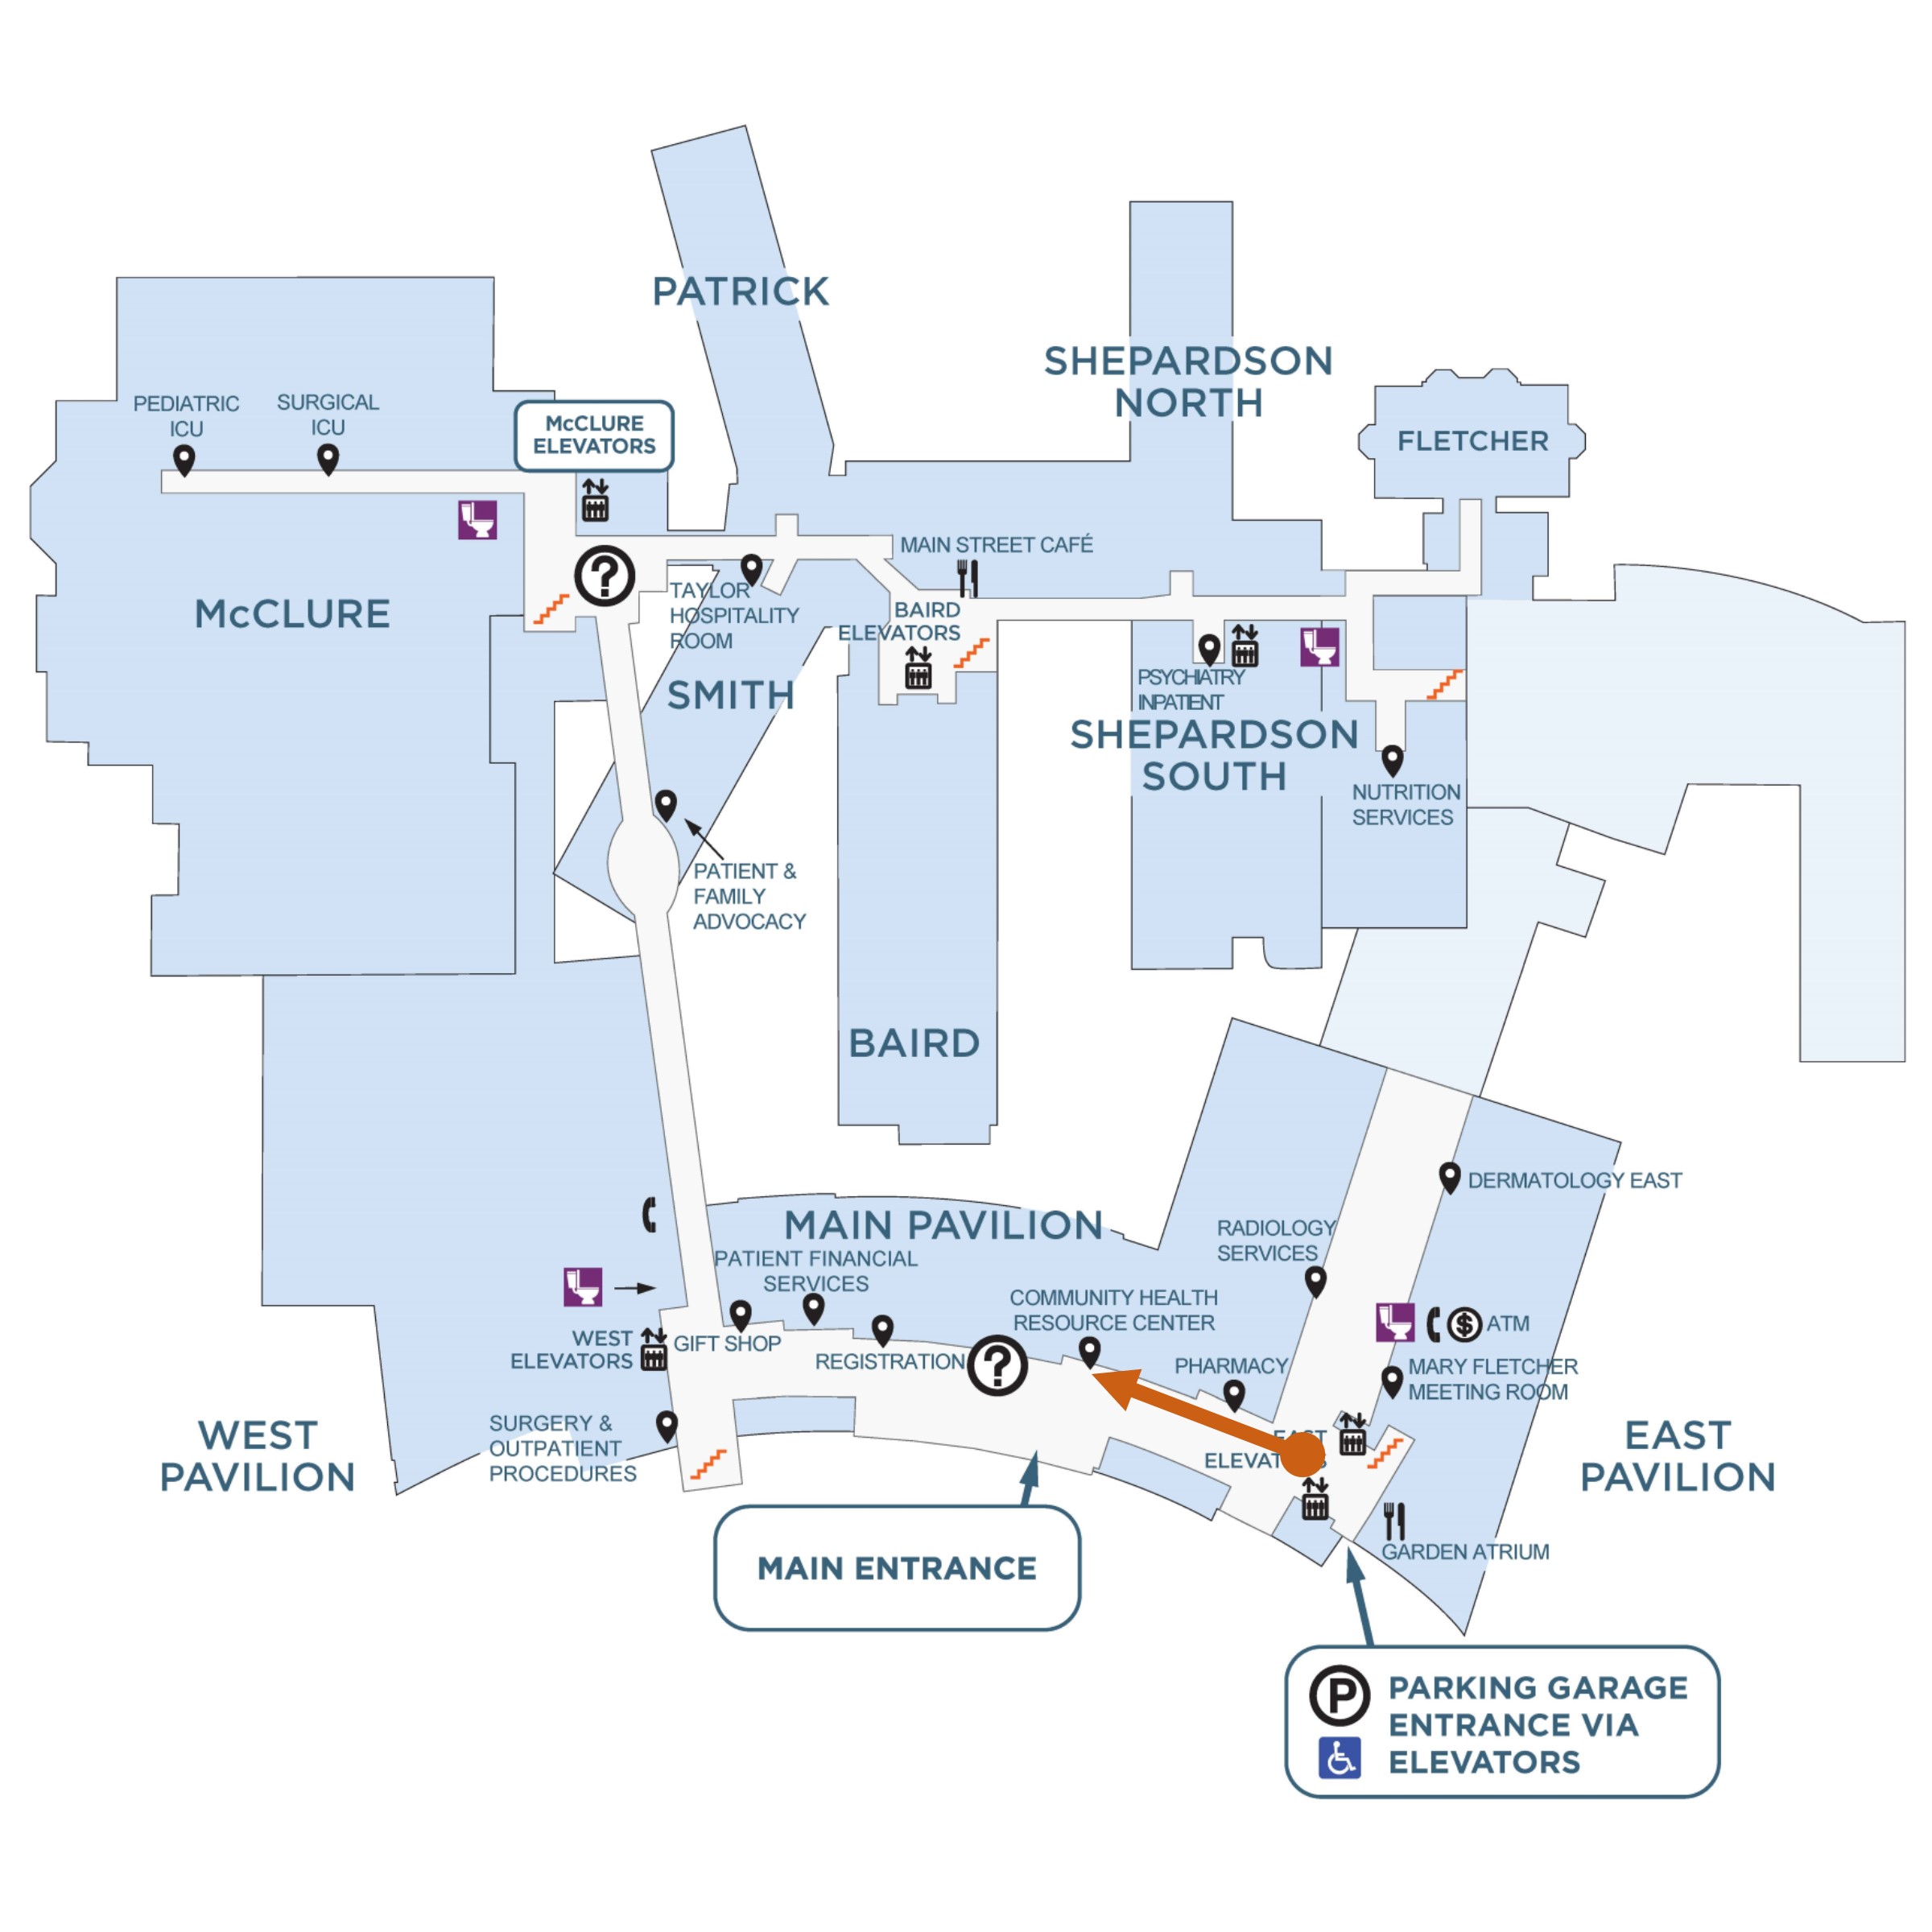 PATRICK
SHEPARDSON
NORTH
FLETCHER
PEDIATRIC
ICU
SURGICAL
ICU
McCLURE
ELEVATORS
?
MAIN STREET CAFÉ
McCLURE
TAYLOR
HOSPITALITY
ROOM
BAIRD
ELEVATORS
SMITH
PSYCHIATRY
INPATIENT
SHEPARDSON
SOUTH
NUTRITION
SERVICES
PATIENT &
FAMILY
ADVOCACY
BAIRD
DERMATOLOGY EAST
MAIN PAVILION
RADIOLOGY
SERVICES
PATIENT FINANCIAL
SERVICES
COMMUNITY HEALTH
RESOURCE CENTER
$ ATM
WEST
ELEVATORS
GIFT SHOP
REGISTRATION
?
PHARMACY
MARY FLETCHER
MEETING ROOM
SURGERY &
OUTPATIENT
PROCEDURES
WEST
PAVILION
EAST
EAST
PAVILION
GARDEN ATRIUM
MAIN ENTRANCE
P
PARKING GARAGE
ENTRANCE VIA
ELEVATORS